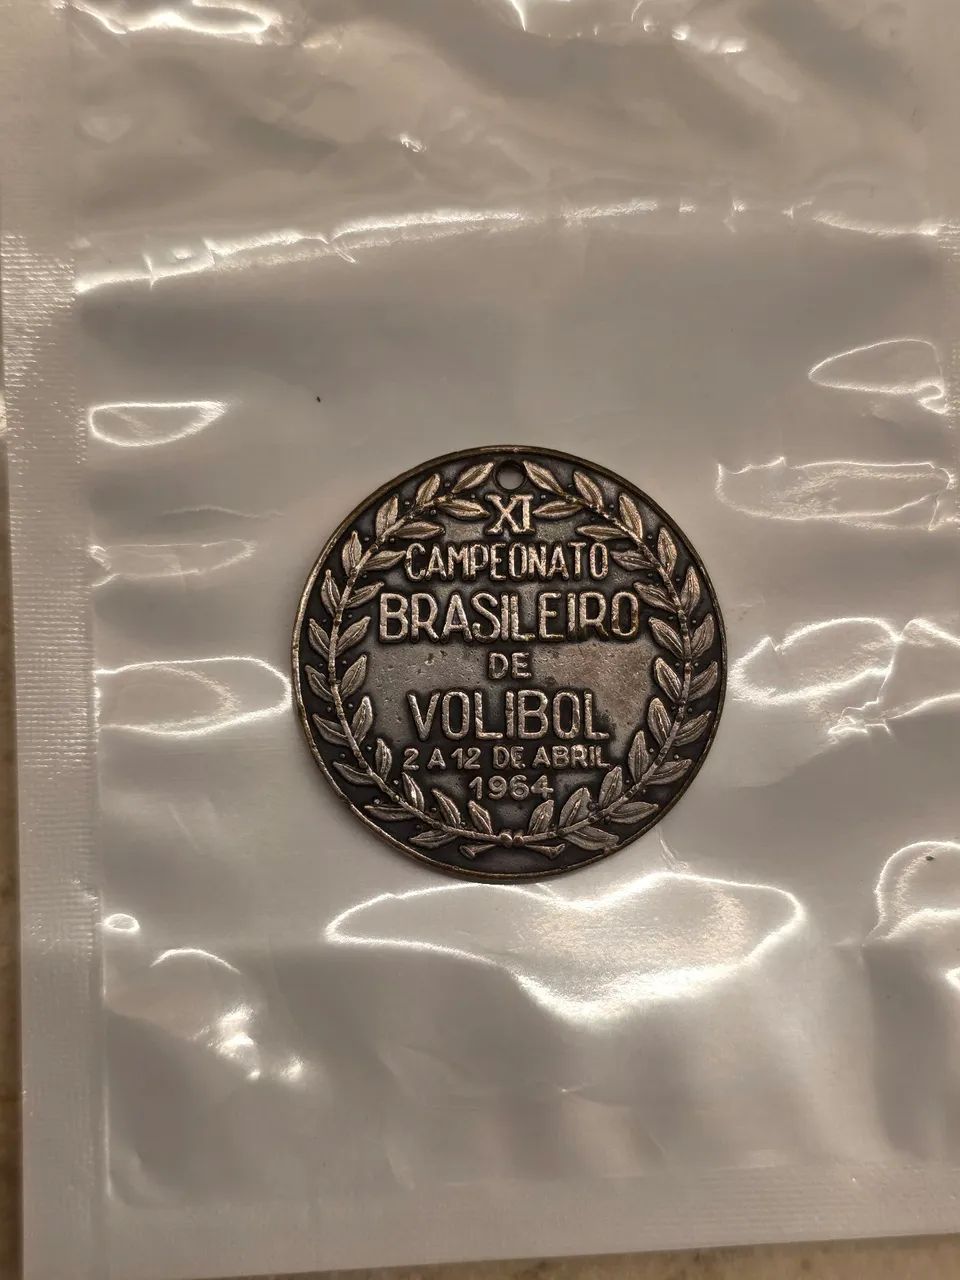 XI
CAMPEONATO
BRASILEIRO
DE
VOLIBOL
2 A 12 DE ABRIL
1964